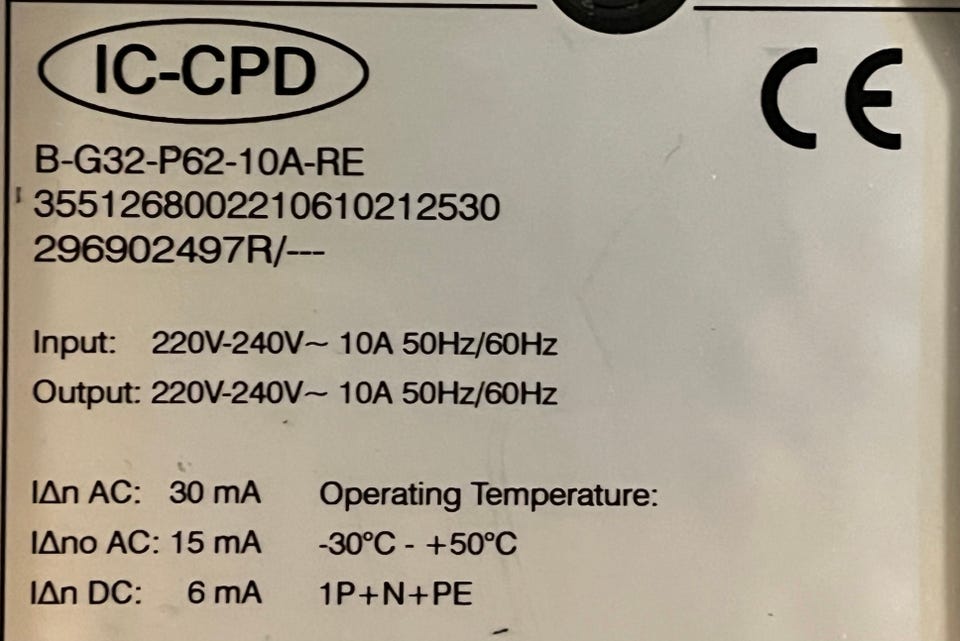 IC-CPD
CE
B-G32-P62-10A-RE
3551268002210610212530
296902497R/---
Input: 220V-240V~ 10A 50Hz/60Hz
Output: 220V-240V~ 10A 50Hz/60Hz
IΔn AC: 30 mA Operating Temperature:
IΔno AC: 15 mA -30°C - +50°C
IΔn DC: 6 mA 1P+N+PE